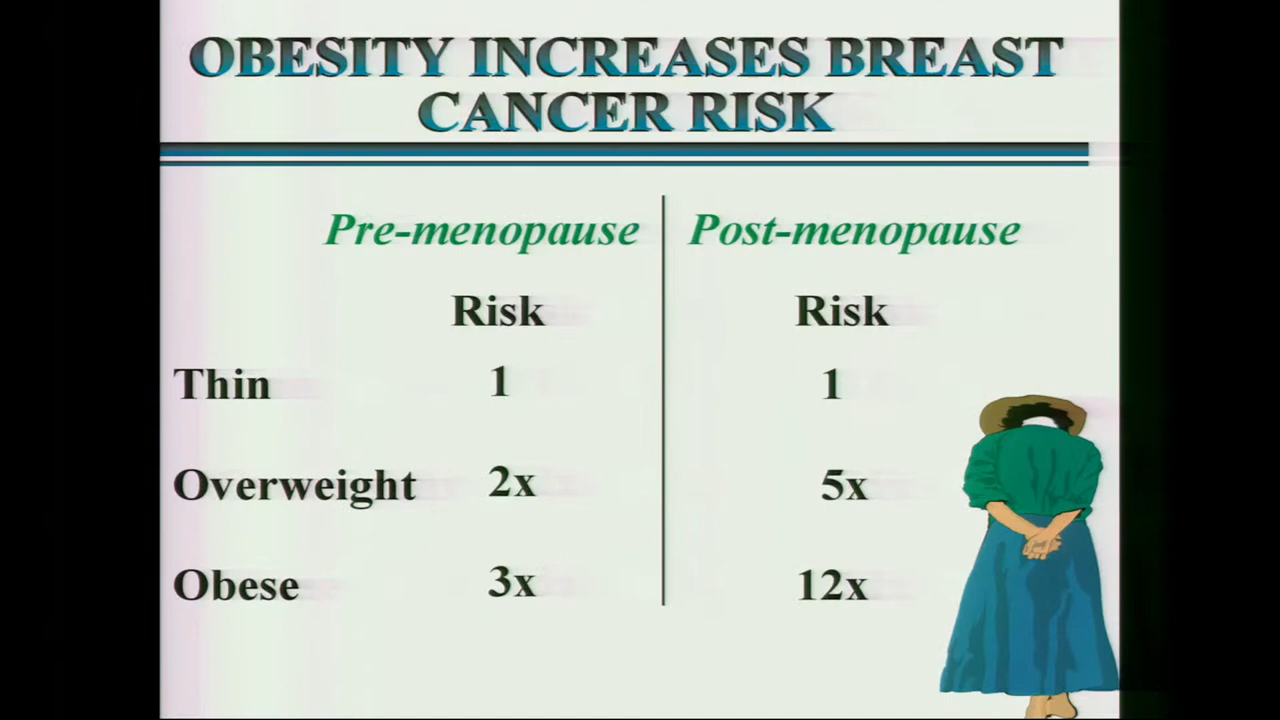 OBESITY INCREASES BREAST
CANCER RISK
Pre-menopause Post-menopause
Risk Risk
Thin 1 1
Overweight 2x 5x
Obese 3x 12x